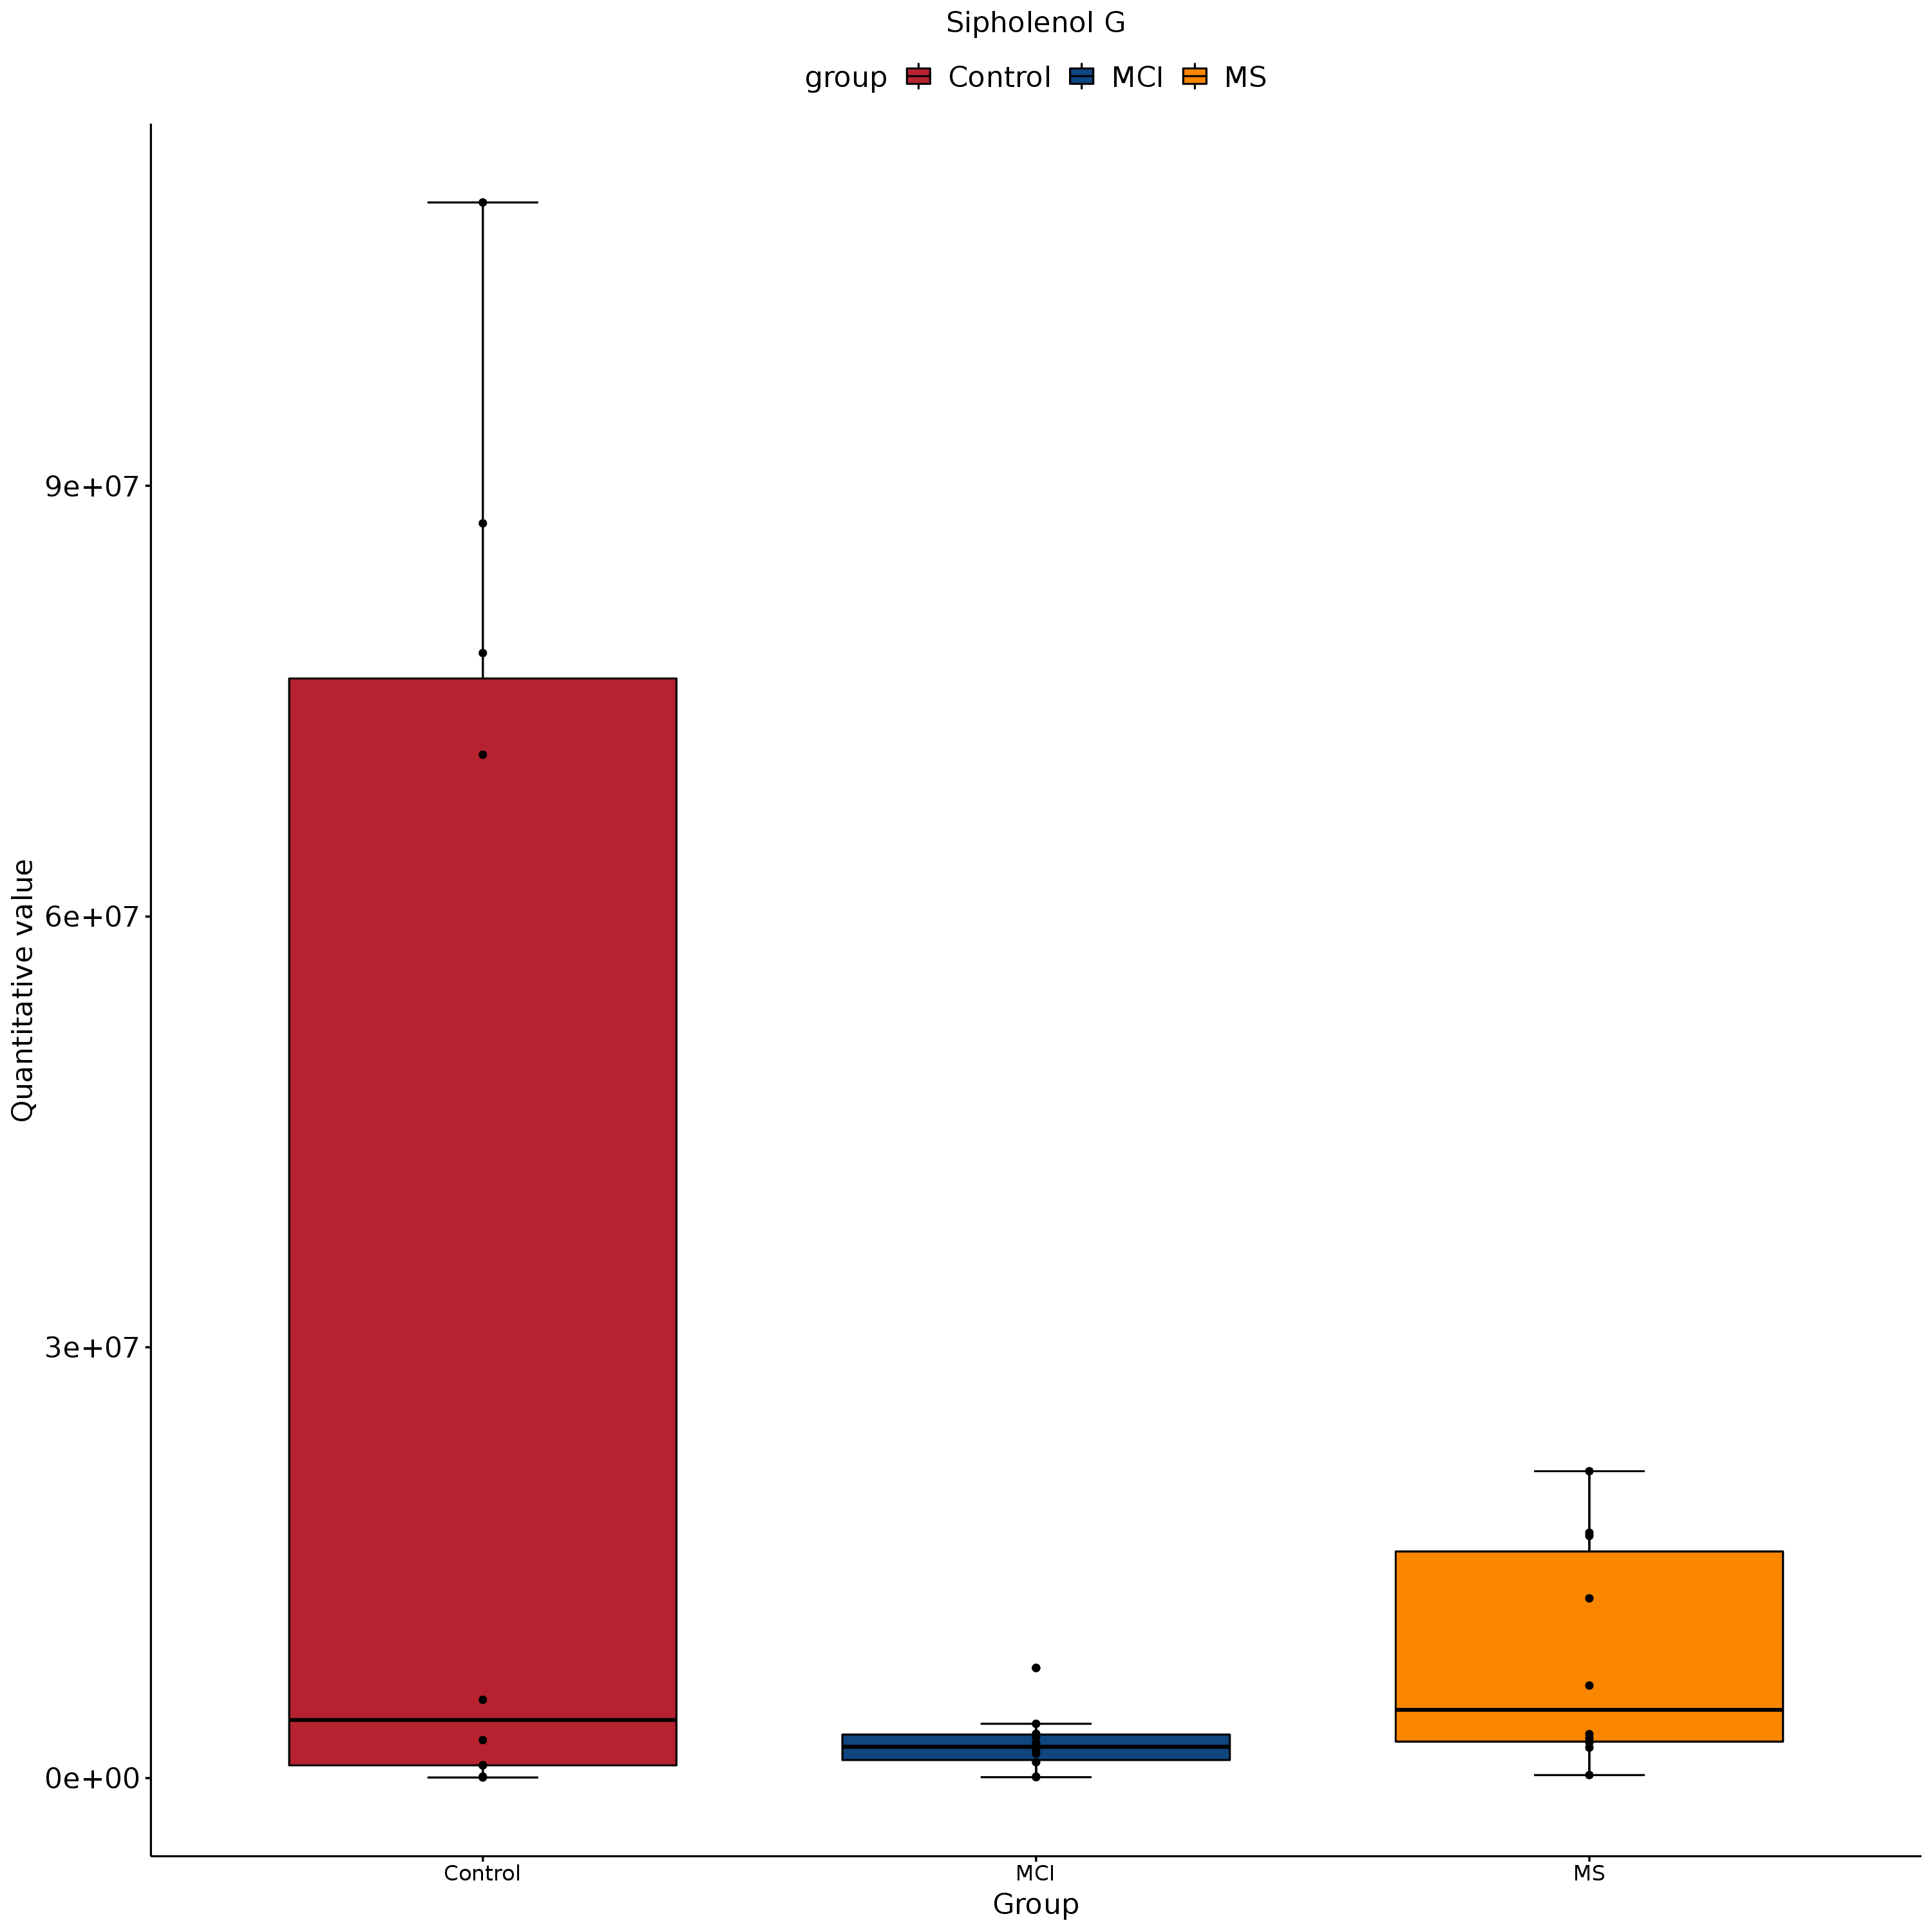 Sipholenol G
group Control MCI MS
Quantitative value
9e+07
6e+07
3e+07
0e+00
Control MCI MS
Group